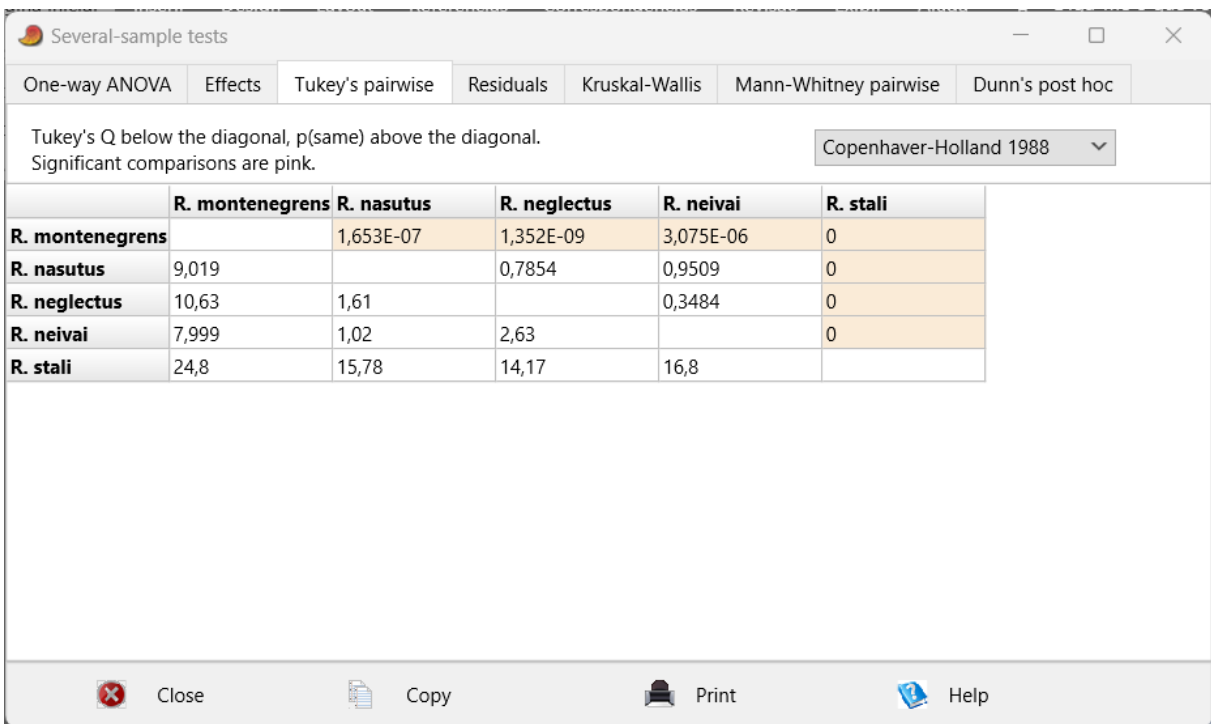 Several-sample tests
One-way ANOVA Effects Tukey's pairwise Residuals Kruskal-Wallis Mann-Whitney pairwise Dunn's post hoc
Tukey's Q below the diagonal, p(same) above the diagonal.
Significant comparisons are pink.
Copenhaver-Holland 1988
R. montenegrens R. nasutus R. neglectus R. neivai R. stali
R. montenegrens 1,653E-07 1,352E-09 3,075E-06 0
R. nasutus 9,019 0,7854 0,9509 0
R. neglectus 10,63 1,61 0,3484 0
R. neivai 7,999 1,02 2,63 0
R. stali 24,8 15,78 14,17 16,8
Close Copy Print Help